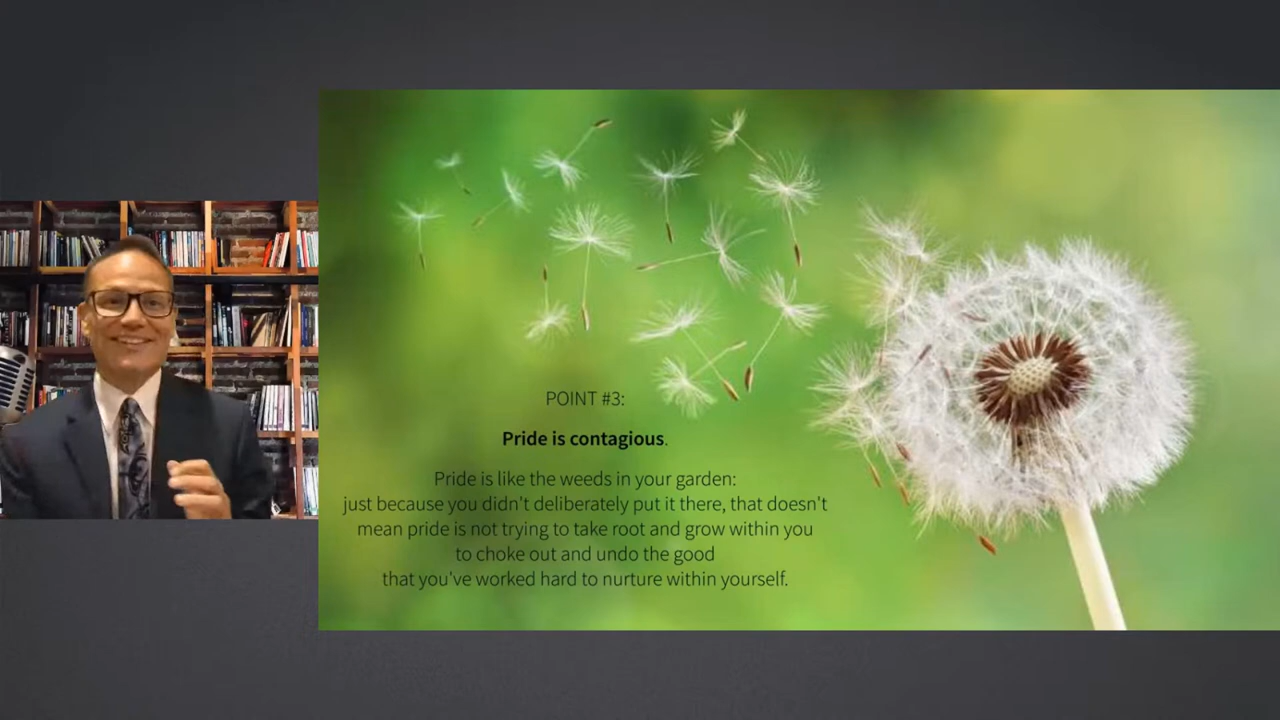 POINT #3:
Pride is contagious.
Pride is like the weeds in your garden:
just because you didn't deliberately put it there, that doesn't
mean pride is not trying to take root and grow within you
to choke out and undo the good
that you've worked hard to nurture within yourself.